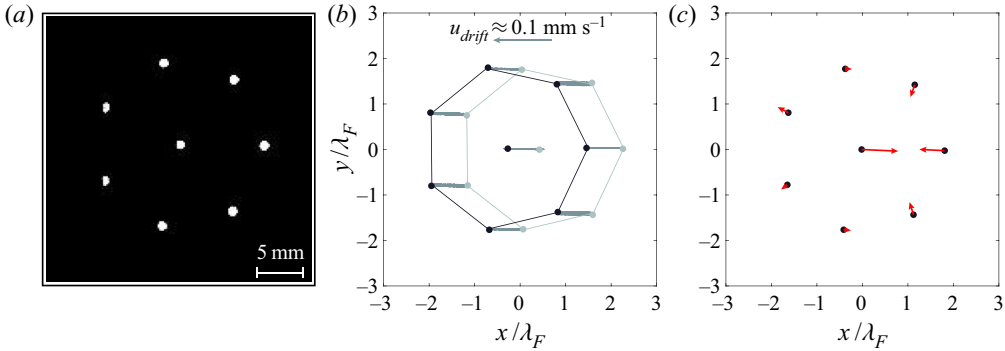 (a)
5 mm
(b)
u_drift ≈ 0.1 mm s⁻¹
3
2
1
0
−1
−2
−3
y/λ_F
−3 −2 −1 0 1 2 3
x/λ_F
(c)
3
2
1
0
−1
−2
−3
−3 −2 −1 0 1 2 3
x/λ_F